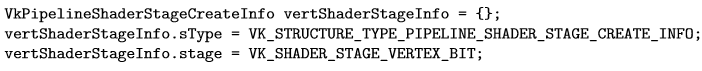 VkPipelineShaderStageCreateInfo vertShaderStageInfo = {};
vertShaderStageInfo.sType = VK_STRUCTURE_TYPE_PIPELINE_SHADER_STAGE_CREATE_INFO;
vertShaderStageInfo.stage = VK_SHADER_STAGE_VERTEX_BIT;